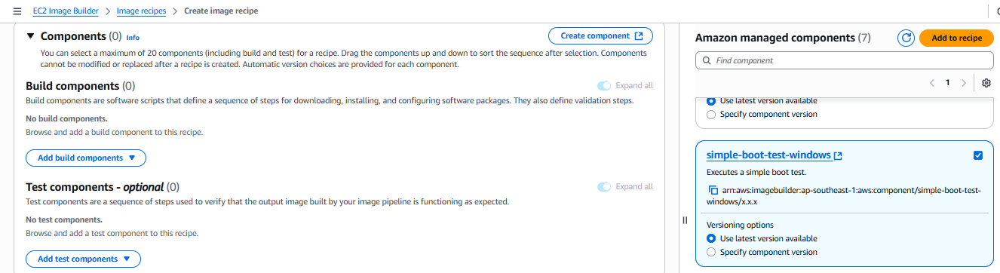 EC2 Image Builder > Image recipes > Create image recipe
Components (0) Info
Create component
You can select a maximum of 20 components (including build and test) for a recipe. Drag the components up and down to sort the sequence after selection. Components
cannot be modified or replaced after a recipe is created. Automatic version choices are provided for each component.
Build components (0)
Expand all
Build components are software scripts that define a sequence of steps for downloading, installing, and configuring software packages. They also define validation steps.
No build components.
Browse and add a build component to this recipe.
Add build components
Test components - optional (0)
Expand all
Test components are a sequence of steps used to verify that the output image built by your image pipeline is functioning as expected.
No test components.
Browse and add a test component to this recipe.
Add test components
Amazon managed components (7)
Add to recipe
Find component
1
Use latest version available
Specify component version
simple-boot-test-windows
Executes a simple boot test.
arn:aws:imagebuilder:ap-southeast-1:aws:component/simple-boot-test-
windows/x.x.x
Versioning options
Use latest version available
Specify component version